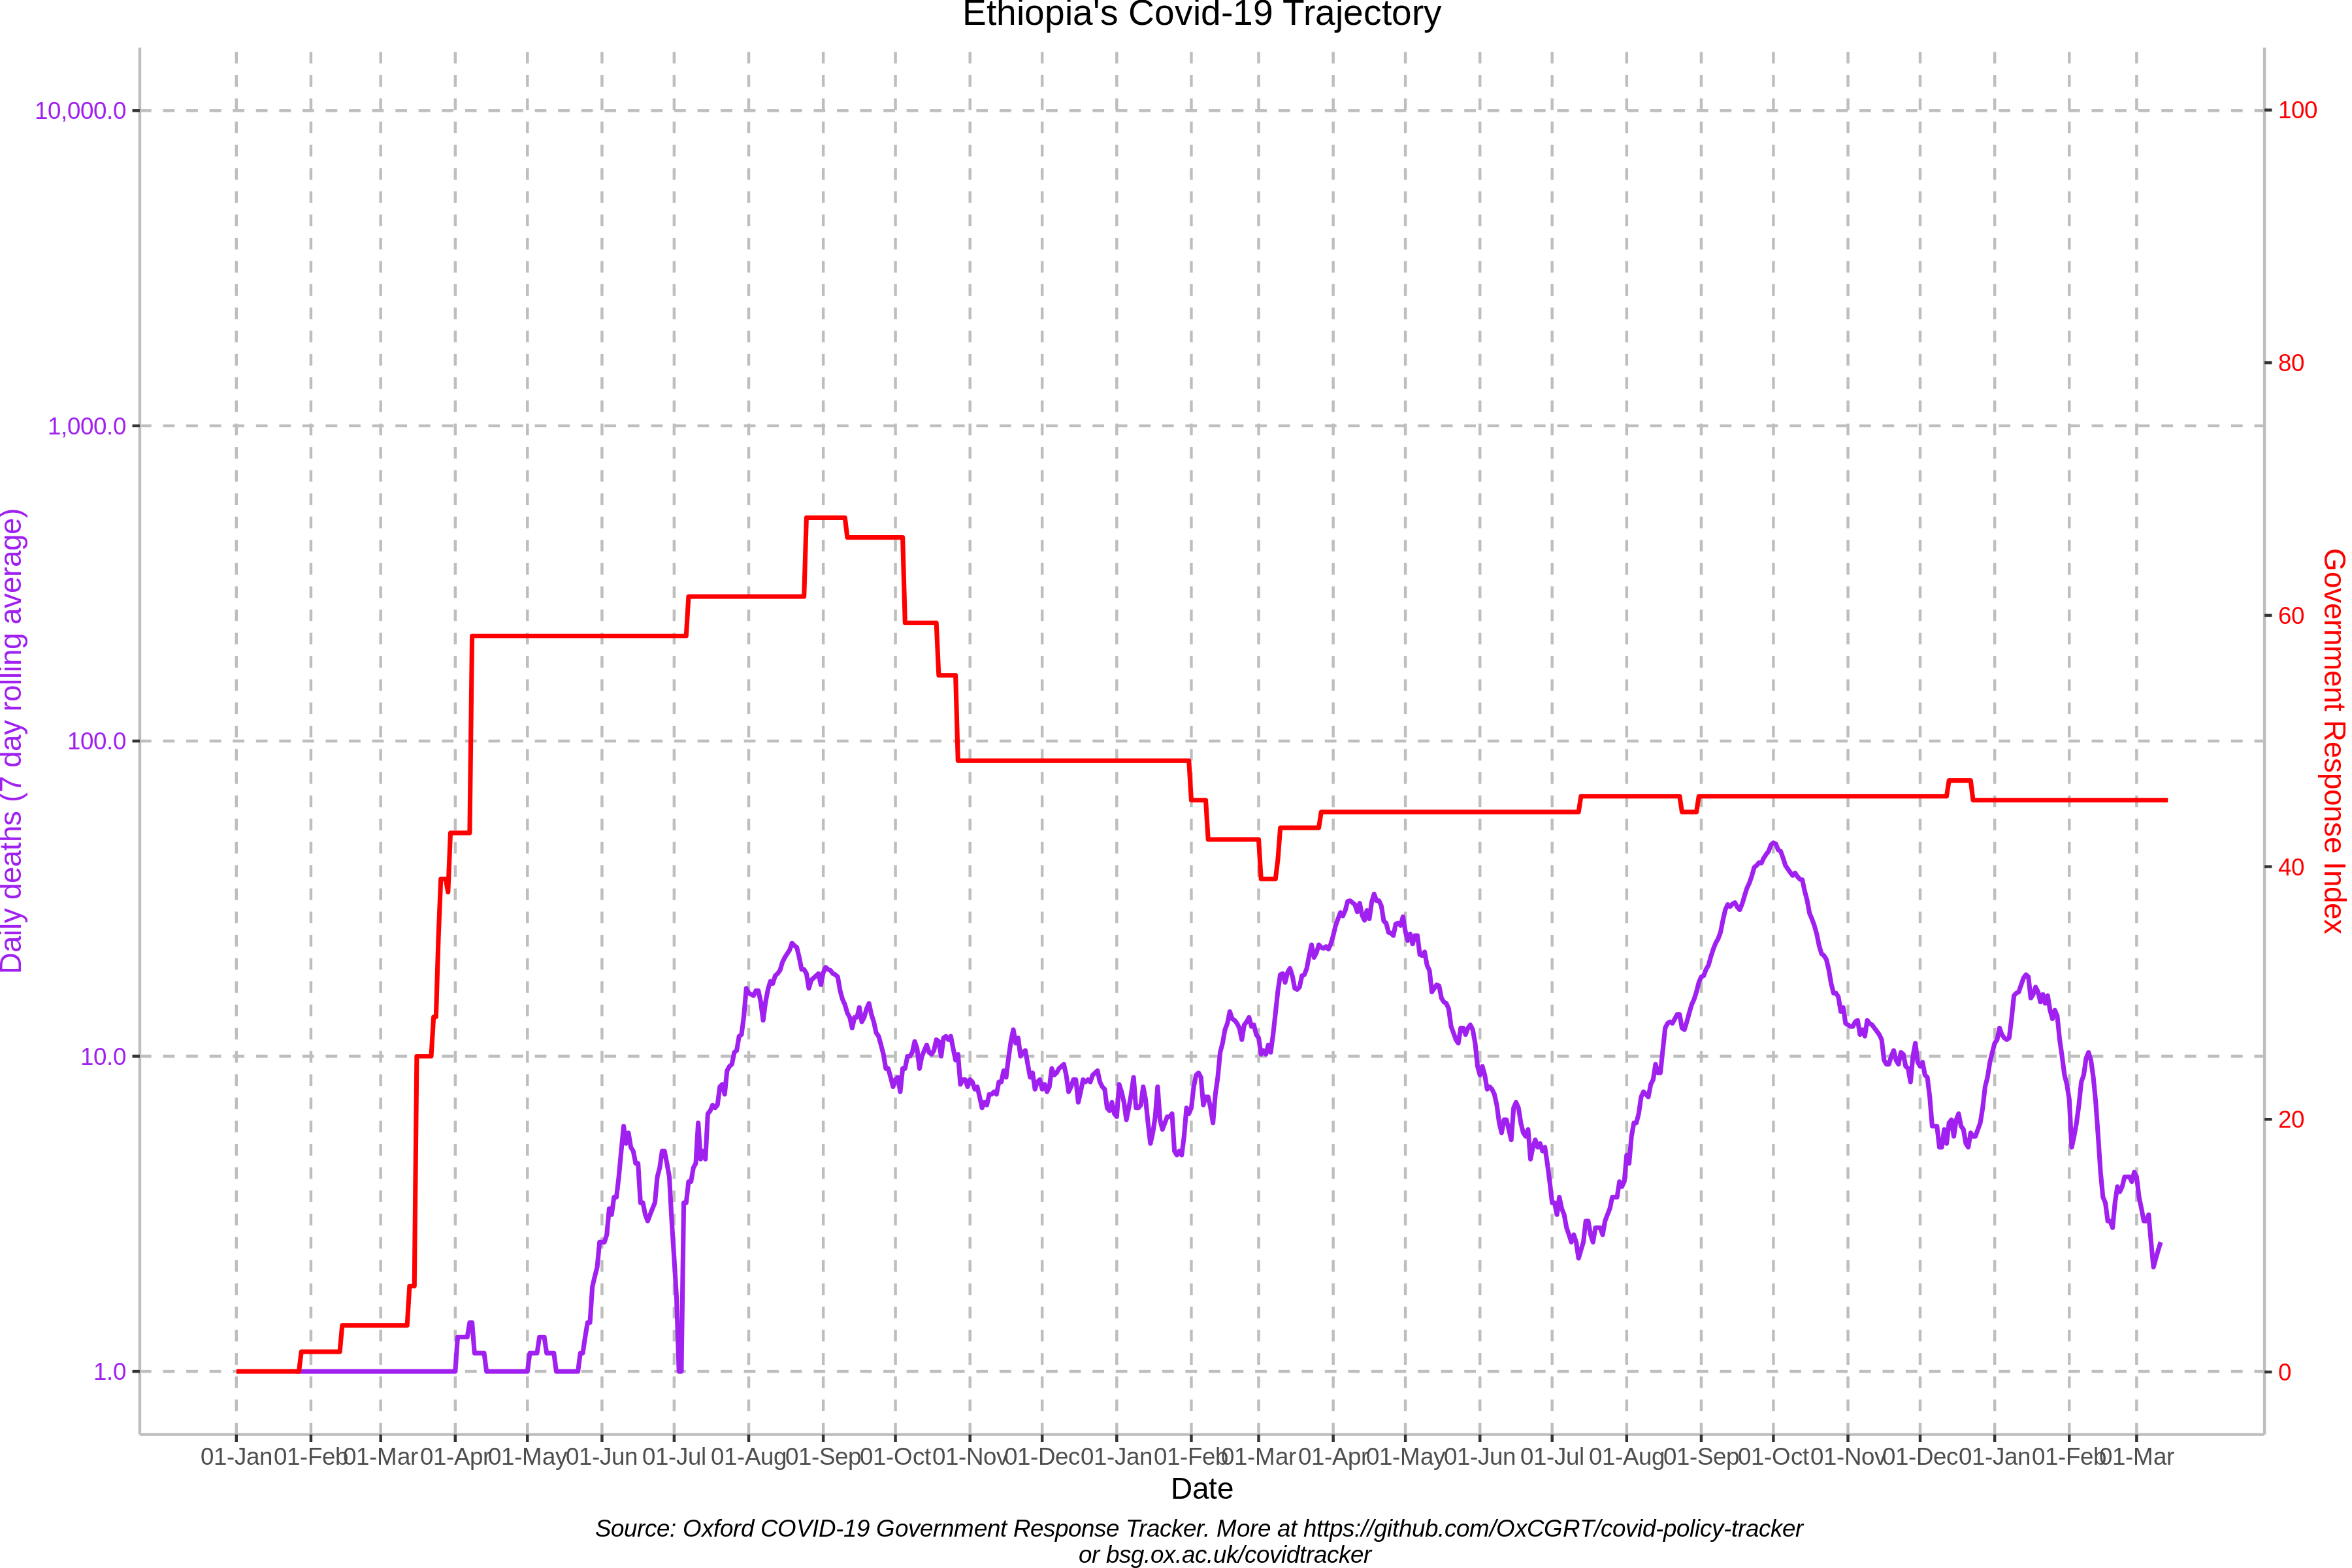 Ethiopia's Covid-19 Trajectory
10,000.0
1,000.0
100.0
10.0
1.0
Daily deaths (7 day rolling average)
100
80
60
40
20
0
Government Response Index
01-Jan 01-Feb 01-Mar 01-Apr 01-May 01-Jun 01-Jul 01-Aug 01-Sep 01-Oct 01-Nov 01-Dec 01-Jan 01-Feb 01-Mar 01-Apr 01-May 01-Jun 01-Jul 01-Aug 01-Sep 01-Oct 01-Nov 01-Dec 01-Jan 01-Feb 01-Mar
Date
Source: Oxford COVID-19 Government Response Tracker. More at https://github.com/OxCGRT/covid-policy-tracker
or bsg.ox.ac.uk/covidtracker